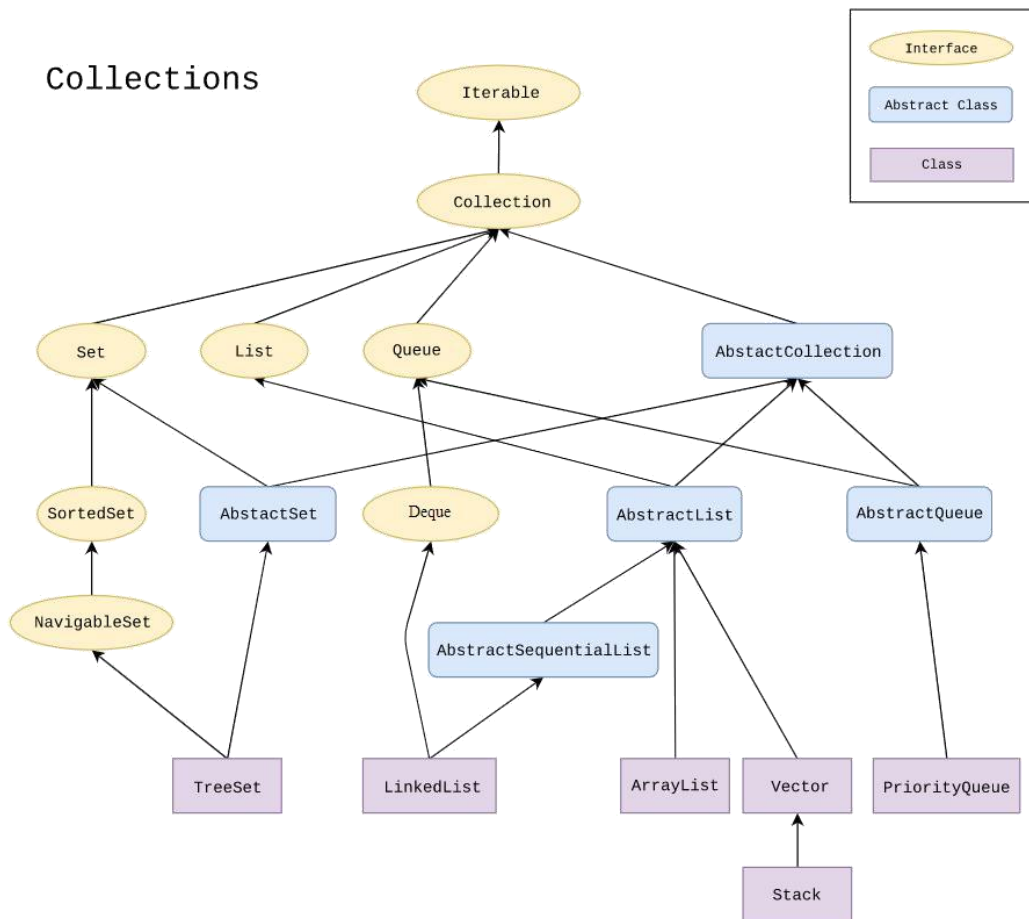 Collections
Interface
Abstract Class
Class
Iterable
Collection
Set
List
Queue
AbstactCollection
SortedSet
AbstactSet
Deque
AbstractList
AbstractQueue
NavigableSet
AbstractSequentialList
TreeSet
LinkedList
ArrayList
Vector
PriorityQueue
Stack